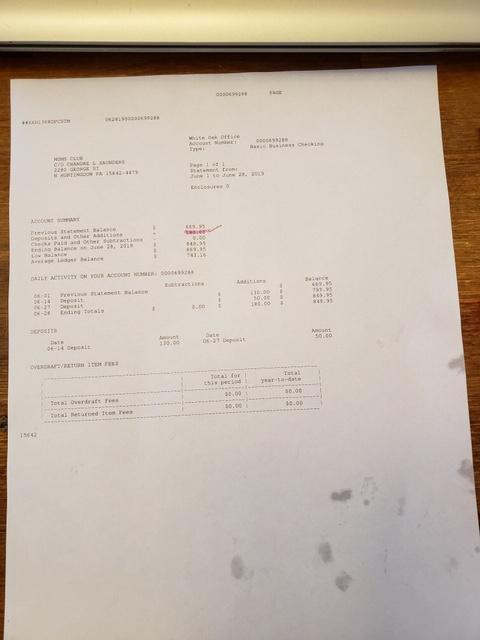 0000699288 PAGE
062819000000699288
White Oak Office
Account Number: 0000699288
Type: Basic Business Checking
MOMS CLUB
C/O CHANDRE L SAUNDERS
2280 GEORGE ST
N HUNTINGDON PA 15642-4479
Page 1 of 1
Statement from:
June 1 to June 28, 2019
Enclosures 0
ACCOUNT SUMMARY
Previous Statement Balance $ 669.95
Deposits and Other Additions +
Checks Paid and Other Subtractions - 0.00
Ending Balance on June 28, 2019 $ 849.95
Low Balance $ 669.95
Average Ledger Balance $ 743.16
DAILY ACTIVITY ON YOUR ACCOUNT NUMBER: 0000699288
Subtractions Additions Balance
06-01 Previous Statement Balance $ 669.95
06-14 Deposit $ 130.00 $ 799.95
06-27 Deposit $ 50.00 $ 849.95
06-28 Ending Totals $ 0.00 $ 180.00 $ 849.95
DEPOSITS
Date Amount Date Amount
06-14 Deposit 130.00 06-27 Deposit 50.00
OVERDRAFT/RETURN ITEM FEES
Total for this period Total year-to-date
Total Overdraft Fees $0.00 $0.00
Total Returned Item Fees $0.00 $0.00
15642